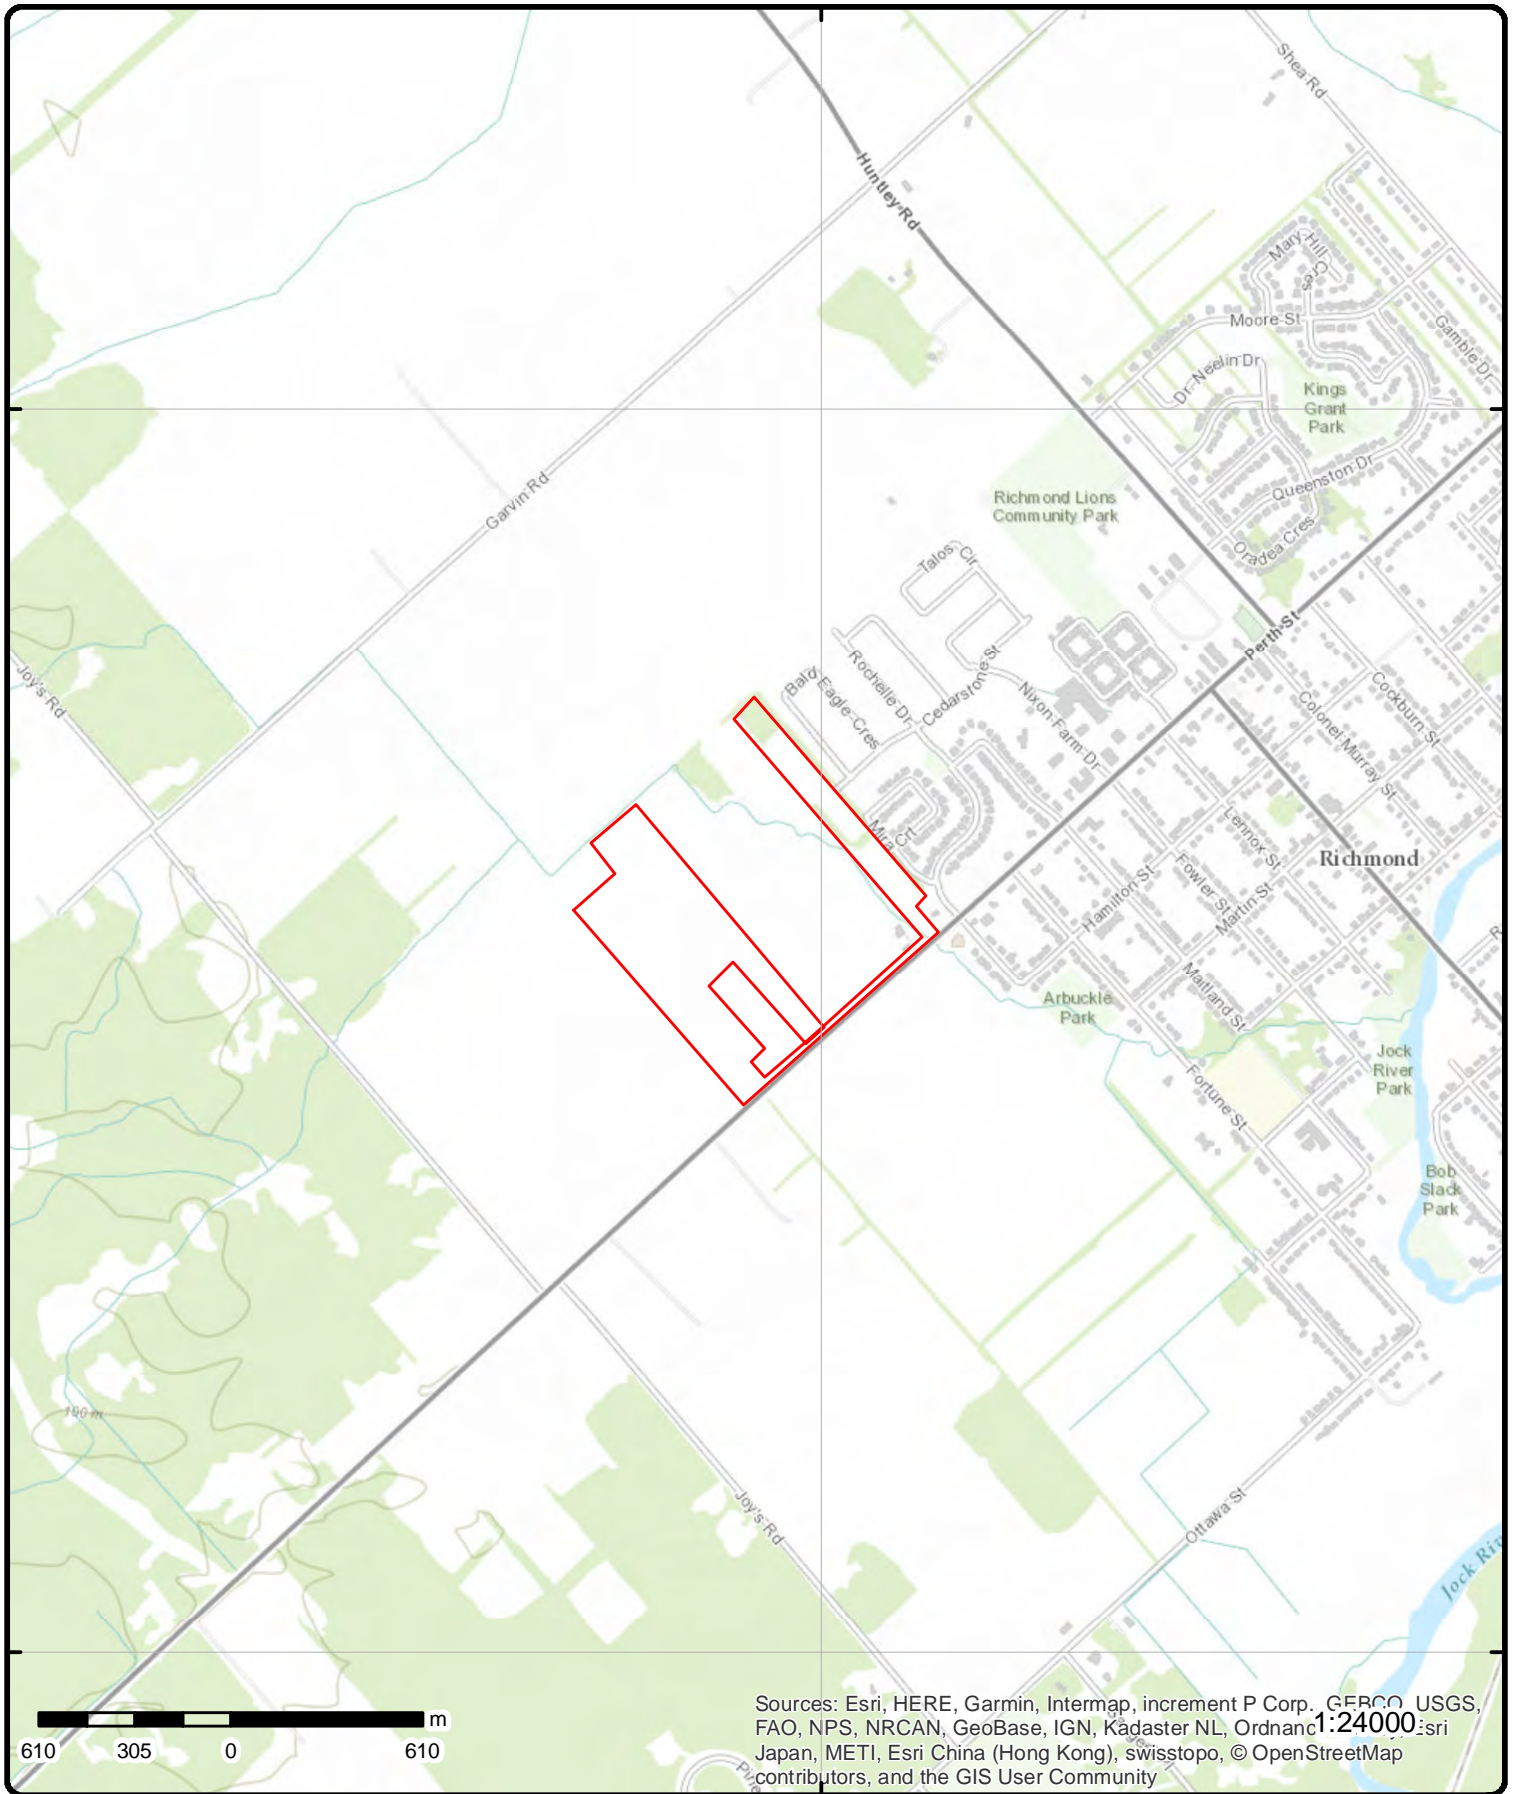 Shea Rd
Huntley Rd
Mary Hill Cres
Moore St
Gamble Dr
Dr. Neelin Dr
Kings
Grant
Park
Queenston Dr
Garvin Rd
Richmond Lions
Community Park
Oradea Cres
Talos Cir
Perth St
Joy's Rd
Bald Eagle Cres
Rochelle Dr
Cedarstone St
Nixon Farm Dr
Cockburn St
Colonel Murray St
Mira Crt
Lennox St
Richmond
Fowler St
Hamilton St
Martin St
Maitland St
Arbuckle
Park
Jock
River
Park
Fortune St
Bob
Slack
Park
190 m
Joy's Rd
Ottawa St
Jock Riv
m
610 305 0 610
Sources: Esri, HERE, Garmin, Intermap, increment P Corp., GEBCO, USGS,
FAO, NPS, NRCAN, GeoBase, IGN, Kadaster NL, Ordnanc 1:24000 Esri
Japan, METI, Esri China (Hong Kong), swisstopo, © OpenStreetMap
contributors, and the GIS User Community